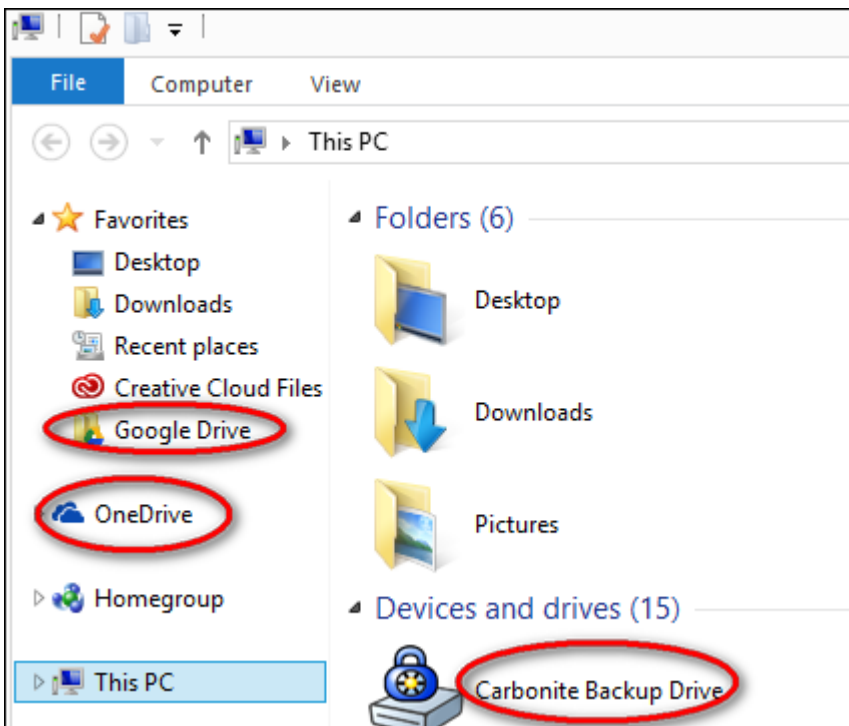 File Computer View
This PC
Favorites
Desktop
Downloads
Recent places
Creative Cloud Files
Google Drive
OneDrive
Homegroup
This PC
Folders (6)
Desktop
Downloads
Pictures
Devices and drives (15)
Carbonite Backup Drive